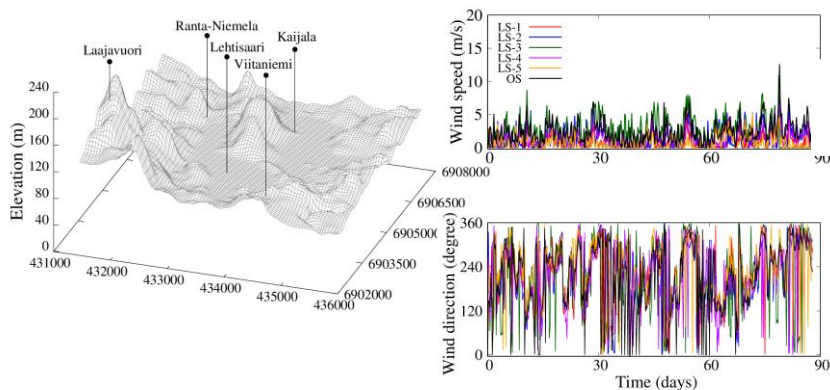 Ranta-Niemela
Kaijala
Lehtisaari
Laajavuori
Viitaniemi
240
200
160
120
80
40
0
Elevation (m)
431000
432000
433000
434000
435000
436000
6902000
6903500
6905000
6906500
6908000
20
15
10
5
0
Wind speed (m/s)
LS-1
LS-2
LS-3
LS-4
LS-5
OS
0 30 60 90
360
240
120
0
Wind direction (degree)
0 30 60 90
Time (days)